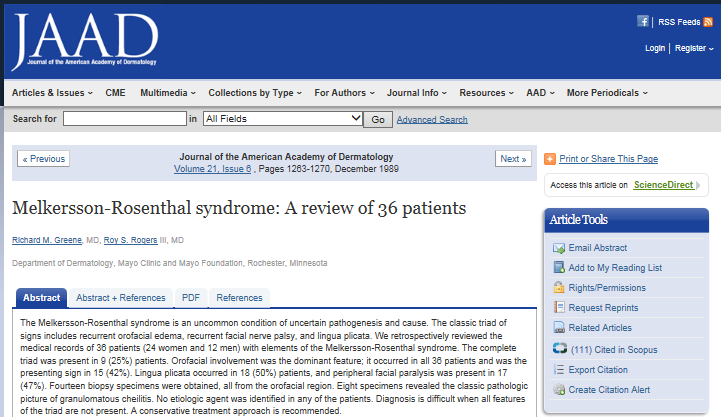 JAAD
Journal of the American Academy of Dermatology
RSS Feeds
Login Register
Articles & Issues CME Multimedia Collections by Type For Authors Journal Info Resources AAD More Periodicals
Search for in All Fields Go Advanced Search
« Previous
Journal of the American Academy of Dermatology
Volume 21, Issue 6 , Pages 1263-1270, December 1989
Next »
Melkersson-Rosenthal syndrome: A review of 36 patients
Richard M. Greene, MD, Roy S. Rogers III, MD
Department of Dermatology, Mayo Clinic and Mayo Foundation, Rochester, Minnesota
Abstract Abstract + References PDF References
The Melkersson-Rosenthal syndrome is an uncommon condition of uncertain pathogenesis and cause. The classic triad of
signs includes recurrent orofacial edema, recurrent facial nerve palsy, and lingua plicata. We retrospectively reviewed the
medical records of 36 patients (24 women and 12 men) with elements of the Melkersson-Rosenthal syndrome. The complete
triad was present in 9 (25%) patients. Orofacial involvement was the dominant feature; it occurred in all 36 patients and was the
presenting sign in 15 (42%). Lingua plicata occurred in 18 (50%) patients, and peripheral facial paralysis was present in 17
(47%). Fourteen biopsy specimens were obtained, all from the orofacial region. Eight specimens revealed the classic pathologic
picture of granulomatous cheilitis. No etiologic agent was identified in any of the patients. Diagnosis is difficult when all features
of the triad are not present. A conservative treatment approach is recommended.
Print or Share This Page
Access this article on ScienceDirect
Article Tools
Email Abstract
Add to My Reading List
Rights/Permissions
Request Reprints
Related Articles
(111) Cited in Scopus
Export Citation
Create Citation Alert